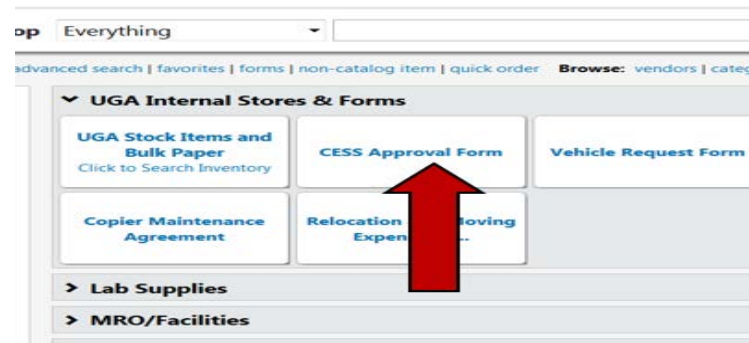 op Everything
advanced search | favorites | forms | non-catalog item | quick order Browse: vendors | categ
UGA Internal Stores & Forms
UGA Stock Items and
Bulk Paper
Click to Search Inventory
CESS Approval Form
Vehicle Request Form
Copier Maintenance
Agreement
Relocation Moving
Expen ...
Lab Supplies
MRO/Facilities